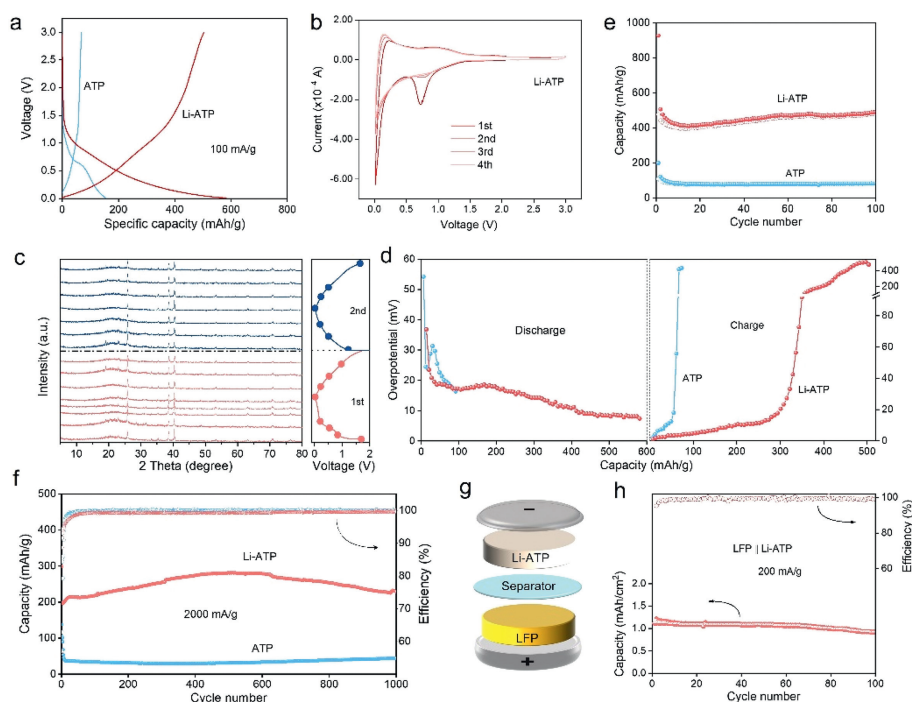 a
Voltage (V)
3.0
2.5
2.0
1.5
1.0
0.5
0.0
ATP
Li-ATP
100 mA/g
0 200 400 600 800
Specific capacity (mAh/g)
b
Current (x10⁻⁴ A)
2.00
0
-2.00
-4.00
-6.00
Li-ATP
1st
2nd
3rd
4th
0.0 0.5 1.0 1.5 2.0 2.5 3.0
Voltage (V)
e
Capacity (mAh/g)
1000
800
600
400
200
0
Li-ATP
ATP
0 20 40 60 80 100
Cycle number
c
Intensity (a.u.)
2nd
1st
10 20 30 40 50 60 70 80
2 Theta (degree)
0 1 2
Voltage (V)
d
Overpotential (mV)
60
50
40
30
20
10
0
Discharge
Charge
ATP
Li-ATP
400
200
80
60
40
20
0
0 100 200 300 400 500 0 100 200 300 400 500
Capacity (mAh/g)
f
Capacity (mAh/g)
500
400
300
200
100
0
Li-ATP
2000 mA/g
ATP
100
90
80
70
60
Efficiency (%)
0 200 400 600 800 1000
Cycle number
g
−
Li-ATP
Separator
LFP
+
h
LFP | Li-ATP
200 mA/g
Capacity (mAh/cm²)
2.0
1.5
1.0
0.5
0.0
100
80
60
Efficiency (%)
0 20 40 60 80 100
Cycle number